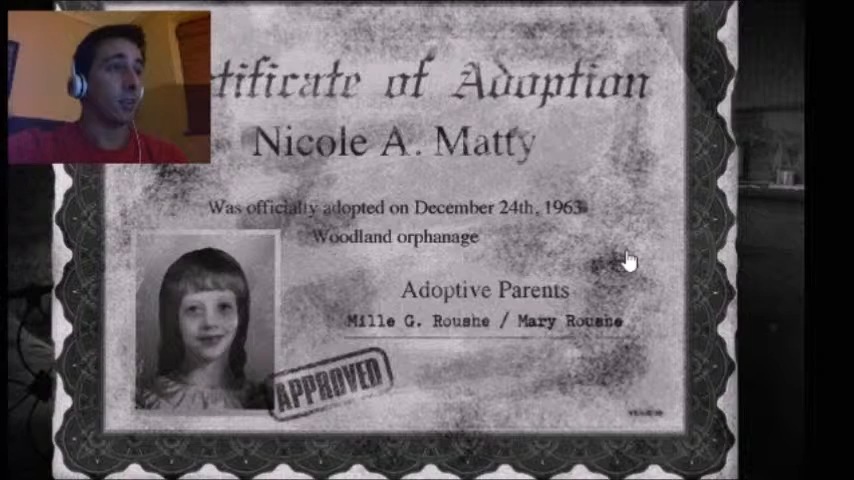 tificate of Adoption
Nicole A. Matty
Was officially adopted on December 24th, 1963
Woodland orphanage
Adoptive Parents
Mille G. Roushe / Mary Roushe
APPROVED